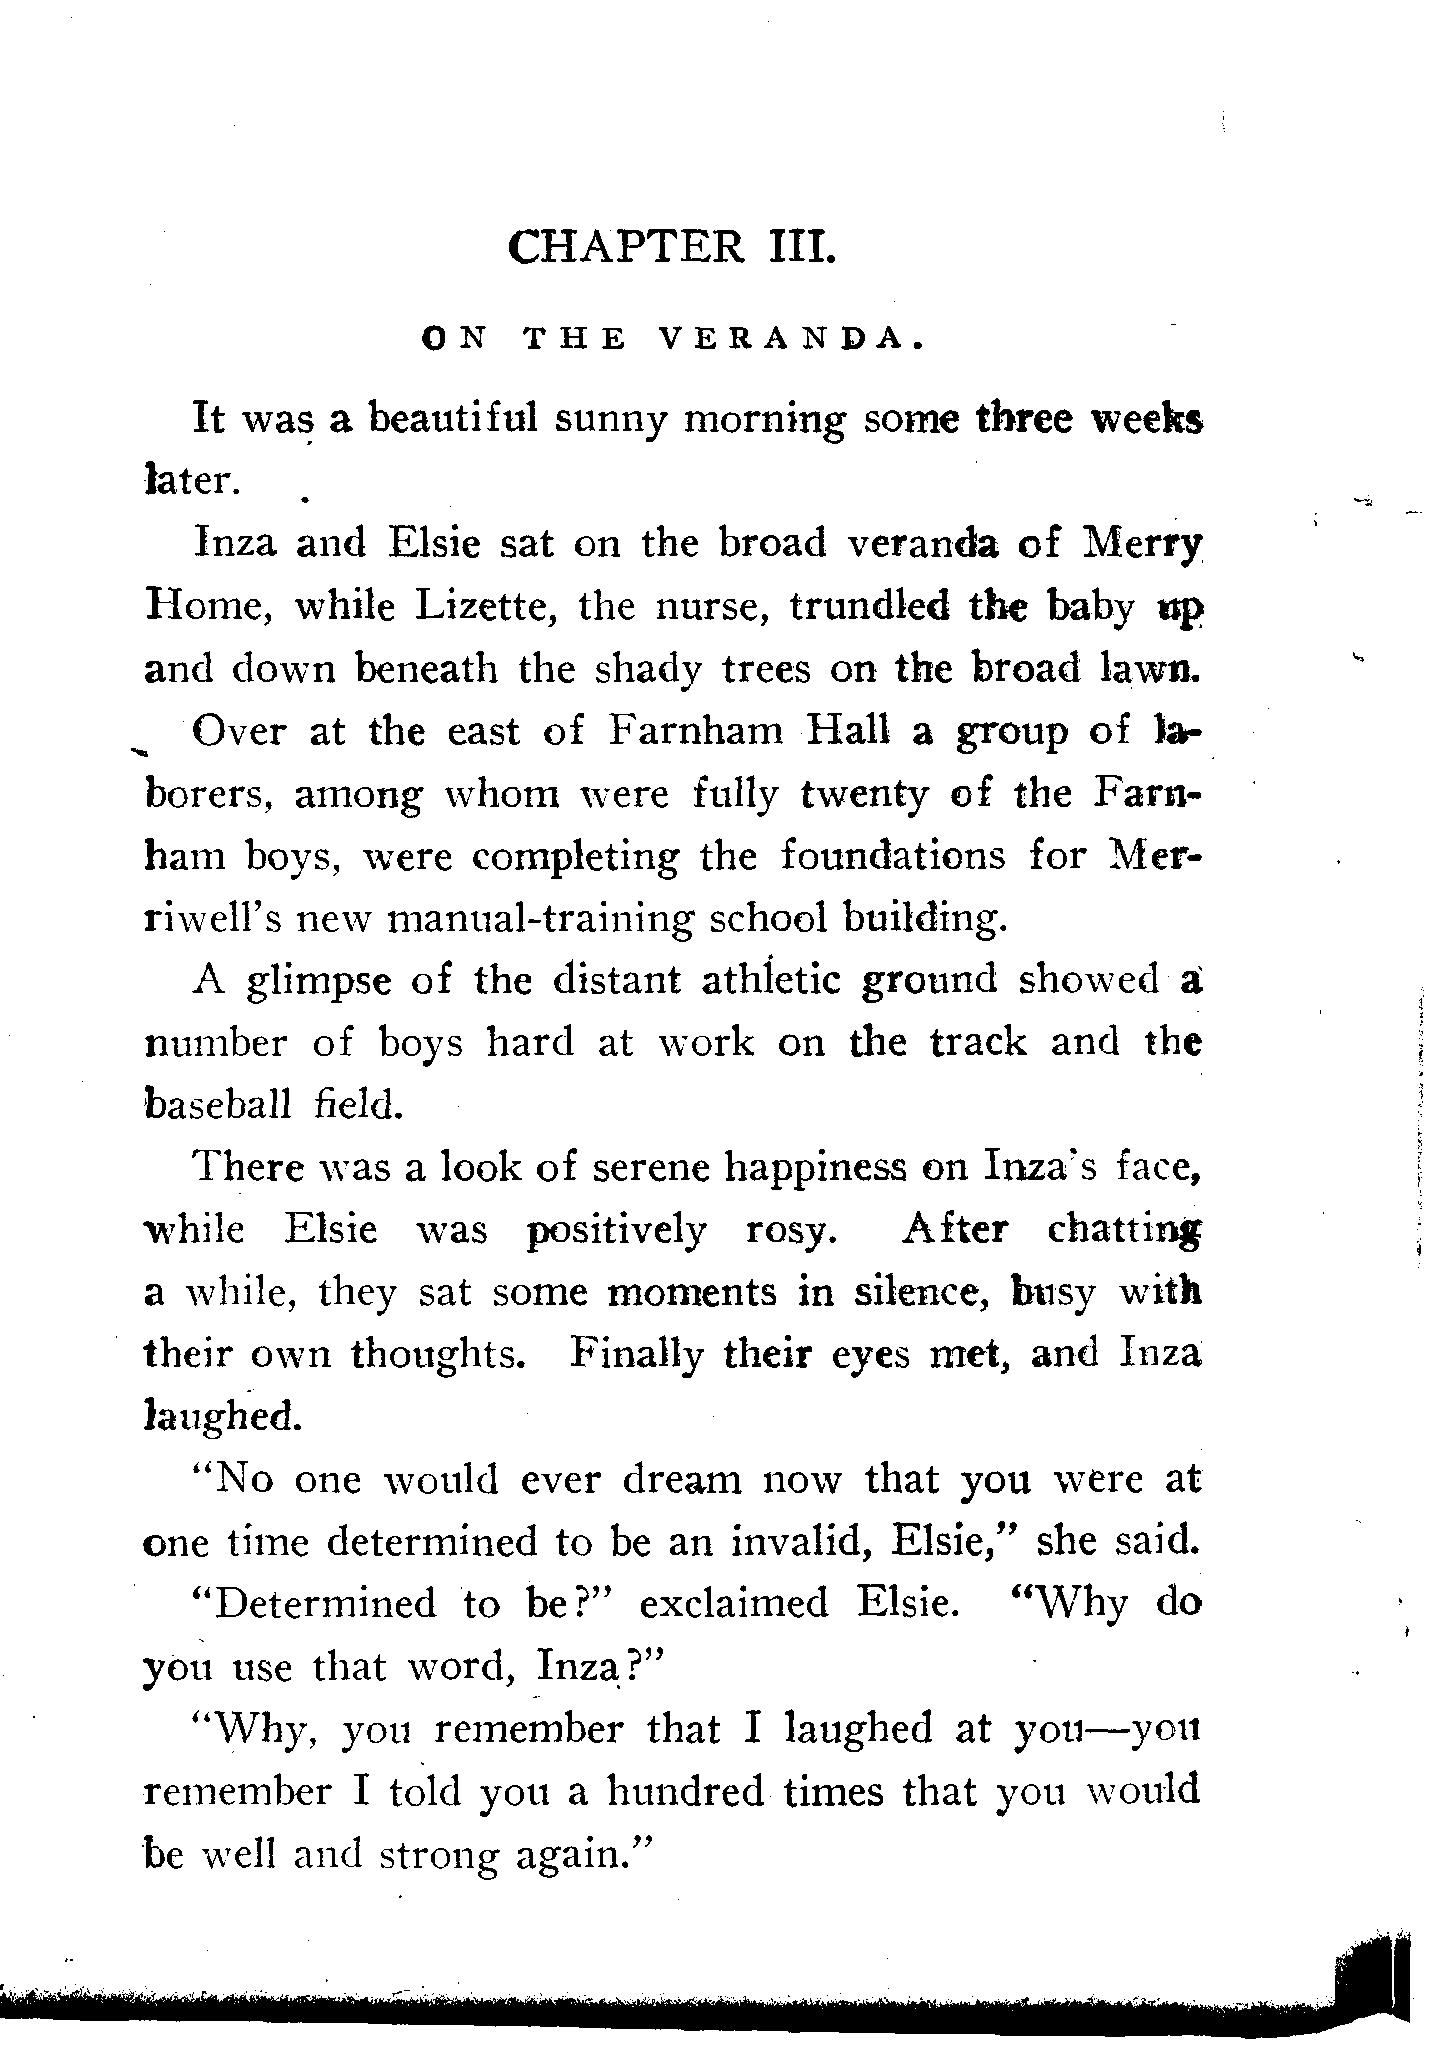 CHAPTER III.
ON THE VERANDA.
It was a beautiful sunny morning some three weeks
later.
Inza and Elsie sat on the broad veranda of Merry
Home, while Lizette, the nurse, trundled the baby up
and down beneath the shady trees on the broad lawn.
Over at the east of Farnham Hall a group of la-
borers, among whom were fully twenty of the Farn-
ham boys, were completing the foundations for Mer-
riwell's new manual-training school building.
A glimpse of the distant athletic ground showed a
number of boys hard at work on the track and the
baseball field.
There was a look of serene happiness on Inza's face,
while Elsie was positively rosy. After chatting
a while, they sat some moments in silence, busy with
their own thoughts. Finally their eyes met, and Inza
laughed.
"No one would ever dream now that you were at
one time determined to be an invalid, Elsie," she said.
"Determined to be?" exclaimed Elsie. "Why do
you use that word, Inza?"
"Why, you remember that I laughed at you—you
remember I told you a hundred times that you would
be well and strong again."